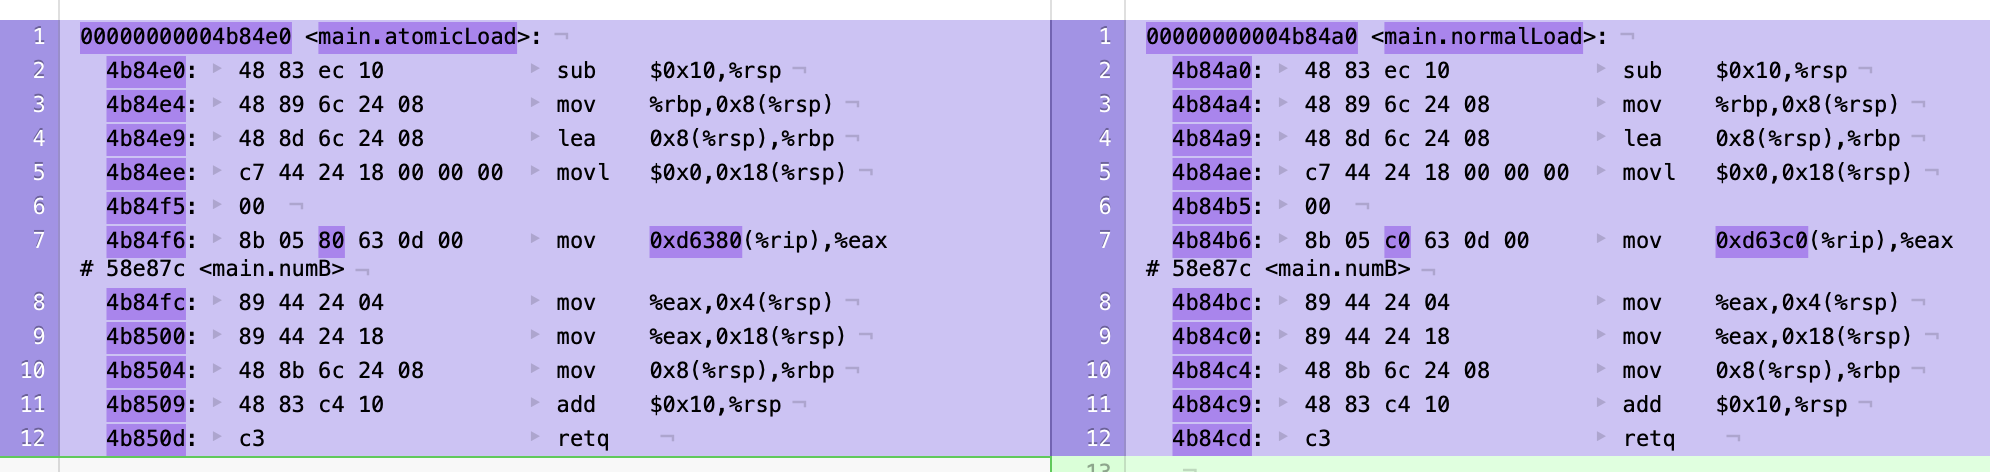 1 00000000004b84e0 <main.atomicLoad>: ¬
2 4b84e0: ▸ 48 83 ec 10 ▸ sub $0x10,%rsp ¬
3 4b84e4: ▸ 48 89 6c 24 08 ▸ mov %rbp,0x8(%rsp) ¬
4 4b84e9: ▸ 48 8d 6c 24 08 ▸ lea 0x8(%rsp),%rbp ¬
5 4b84ee: ▸ c7 44 24 18 00 00 00 ▸ movl $0x0,0x18(%rsp) ¬
6 4b84f5: ▸ 00 ¬
7 4b84f6: ▸ 8b 05 80 63 0d 00 ▸ mov 0xd6380(%rip),%eax
# 58e87c <main.numB> ¬
8 4b84fc: ▸ 89 44 24 04 ▸ mov %eax,0x4(%rsp) ¬
9 4b8500: ▸ 89 44 24 18 ▸ mov %eax,0x18(%rsp) ¬
10 4b8504: ▸ 48 8b 6c 24 08 ▸ mov 0x8(%rsp),%rbp ¬
11 4b8509: ▸ 48 83 c4 10 ▸ add $0x10,%rsp ¬
12 4b850d: ▸ c3 ▸ retq ¬
1 00000000004b84a0 <main.normalLoad>: ¬
2 4b84a0: ▸ 48 83 ec 10 ▸ sub $0x10,%rsp ¬
3 4b84a4: ▸ 48 89 6c 24 08 ▸ mov %rbp,0x8(%rsp) ¬
4 4b84a9: ▸ 48 8d 6c 24 08 ▸ lea 0x8(%rsp),%rbp ¬
5 4b84ae: ▸ c7 44 24 18 00 00 00 ▸ movl $0x0,0x18(%rsp) ¬
6 4b84b5: ▸ 00 ¬
7 4b84b6: ▸ 8b 05 c0 63 0d 00 ▸ mov 0xd63c0(%rip),%eax
# 58e87c <main.numB> ¬
8 4b84bc: ▸ 89 44 24 04 ▸ mov %eax,0x4(%rsp) ¬
9 4b84c0: ▸ 89 44 24 18 ▸ mov %eax,0x18(%rsp) ¬
10 4b84c4: ▸ 48 8b 6c 24 08 ▸ mov 0x8(%rsp),%rbp ¬
11 4b84c9: ▸ 48 83 c4 10 ▸ add $0x10,%rsp ¬
12 4b84cd: ▸ c3 ▸ retq ¬
13 ¬